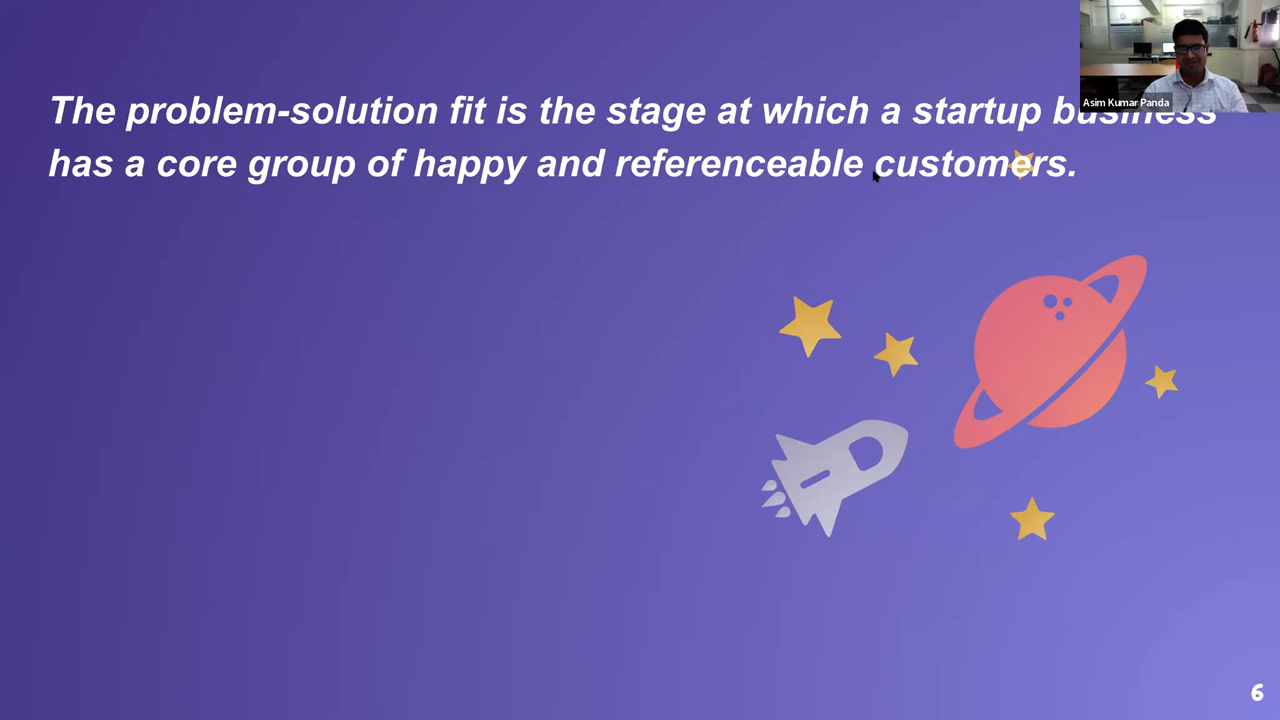 The problem-solution fit is the stage at which a startup business
has a core group of happy and referenceable customers.
Asim Kumar Panda
6